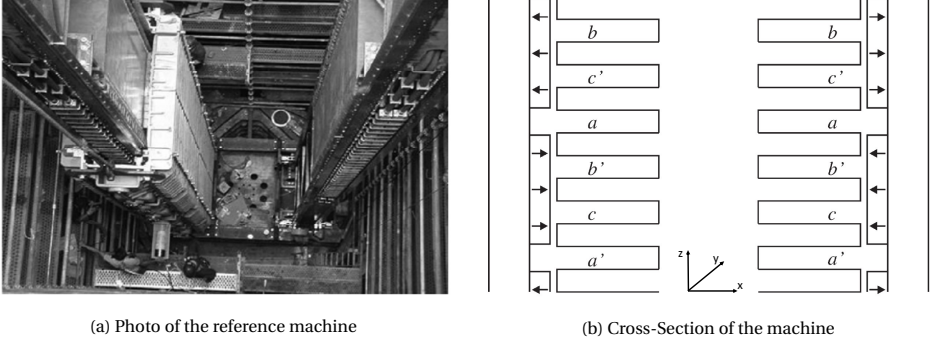 b b
c’ c’
a a
b’ b’
c c
a’ a’
z
y
x
(a) Photo of the reference machine
(b) Cross-Section of the machine